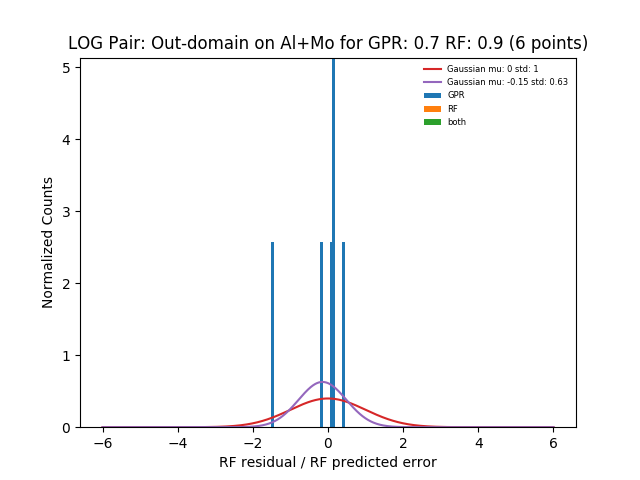 LOG Pair: Out-domain on Al+Mo for GPR: 0.7 RF: 0.9 (6 points)
Gaussian mu: 0 std: 1
Gaussian mu: -0.15 std: 0.63
GPR
RF
both
Normalized Counts
5
4
3
2
1
0
−6
−4
−2
0
2
4
6
RF residual / RF predicted error